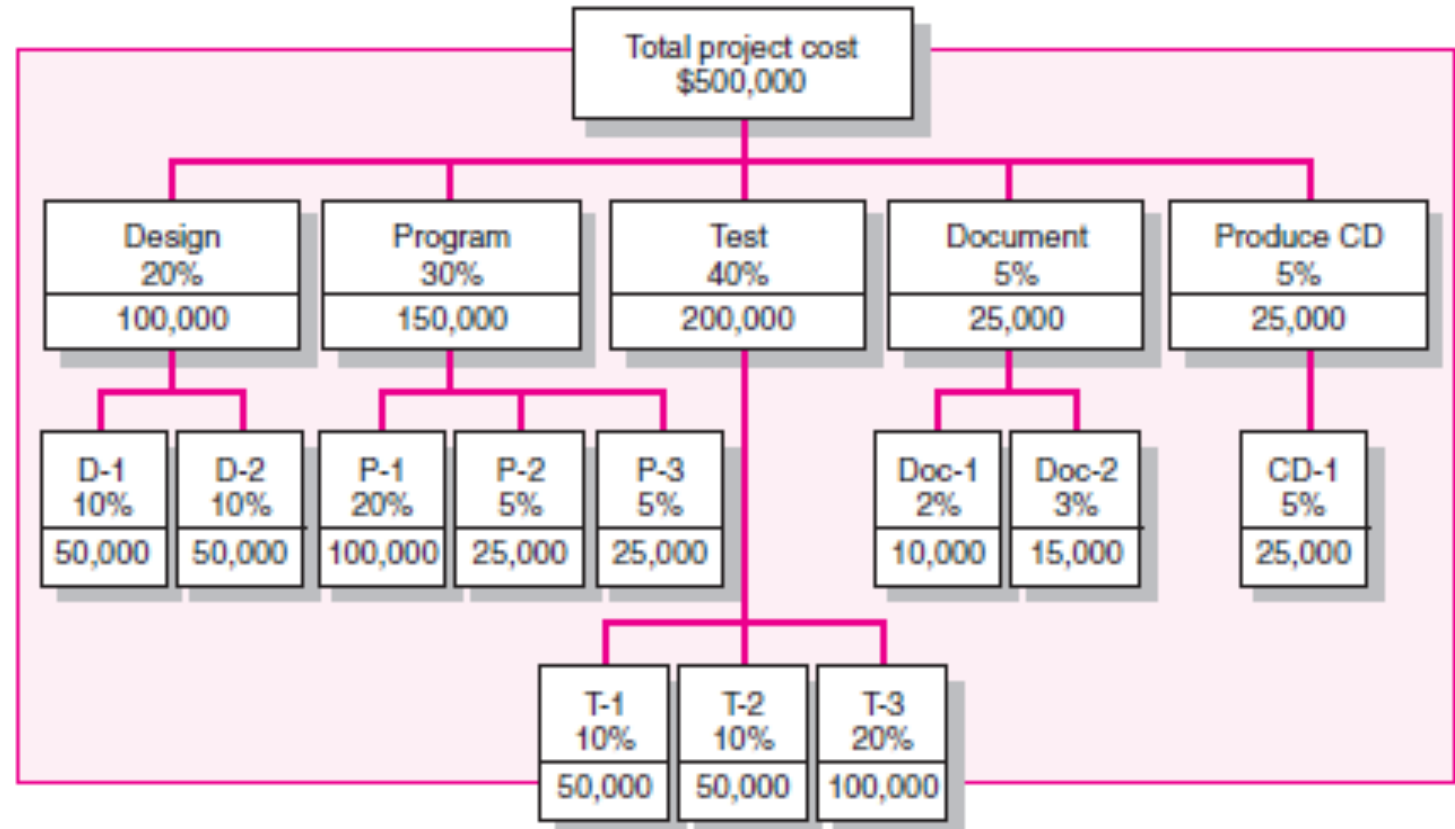 Total project cost
$500,000
Design
20%
100,000
Program
30%
150,000
Test
40%
200,000
Document
5%
25,000
Produce CD
5%
25,000
D-1
10%
50,000
D-2
10%
50,000
P-1
20%
100,000
P-2
5%
25,000
P-3
5%
25,000
Doc-1
2%
10,000
Doc-2
3%
15,000
CD-1
5%
25,000
T-1
10%
50,000
T-2
10%
50,000
T-3
20%
100,000